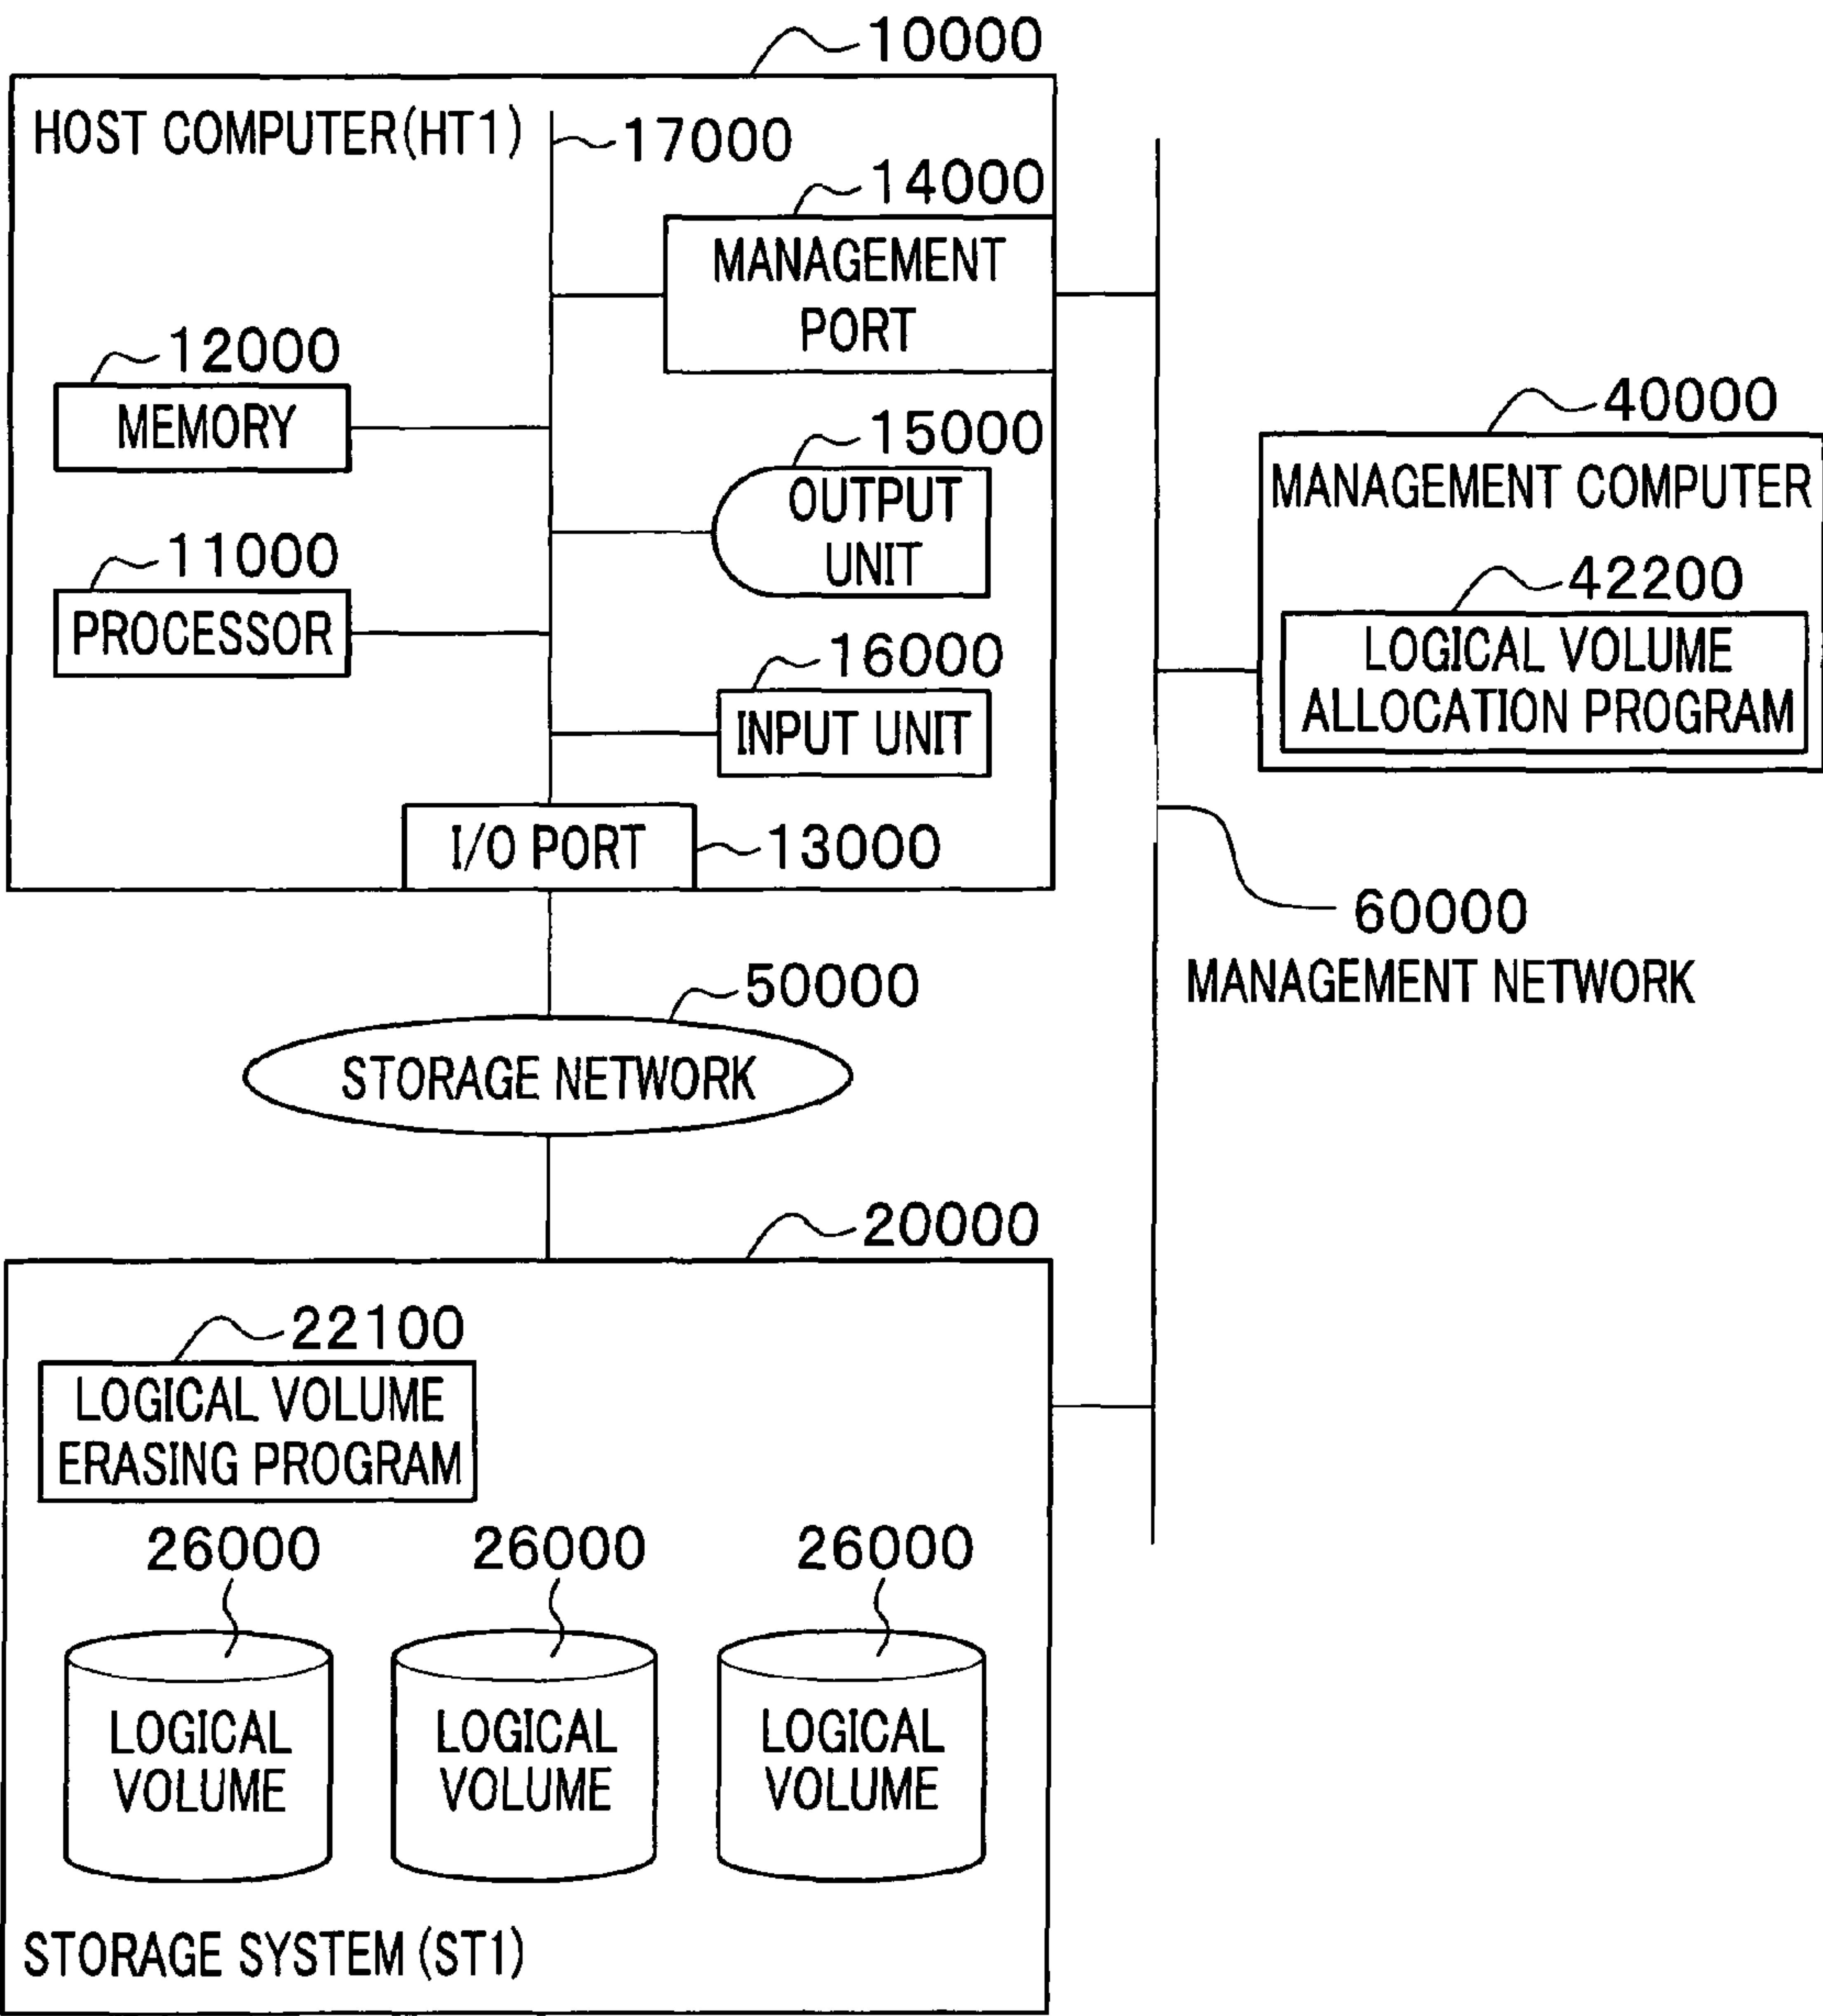 10000
HOST COMPUTER(HT1)
17000
14000
MANAGEMENT
PORT
12000
MEMORY
15000
OUTPUT
UNIT
11000
PROCESSOR
16000
INPUT UNIT
I/O PORT
13000
40000
MANAGEMENT COMPUTER
42200
LOGICAL VOLUME
ALLOCATION PROGRAM
60000
MANAGEMENT NETWORK
50000
STORAGE NETWORK
20000
22100
LOGICAL VOLUME
ERASING PROGRAM
26000
26000
26000
LOGICAL
VOLUME
LOGICAL
VOLUME
LOGICAL
VOLUME
STORAGE SYSTEM(ST1)